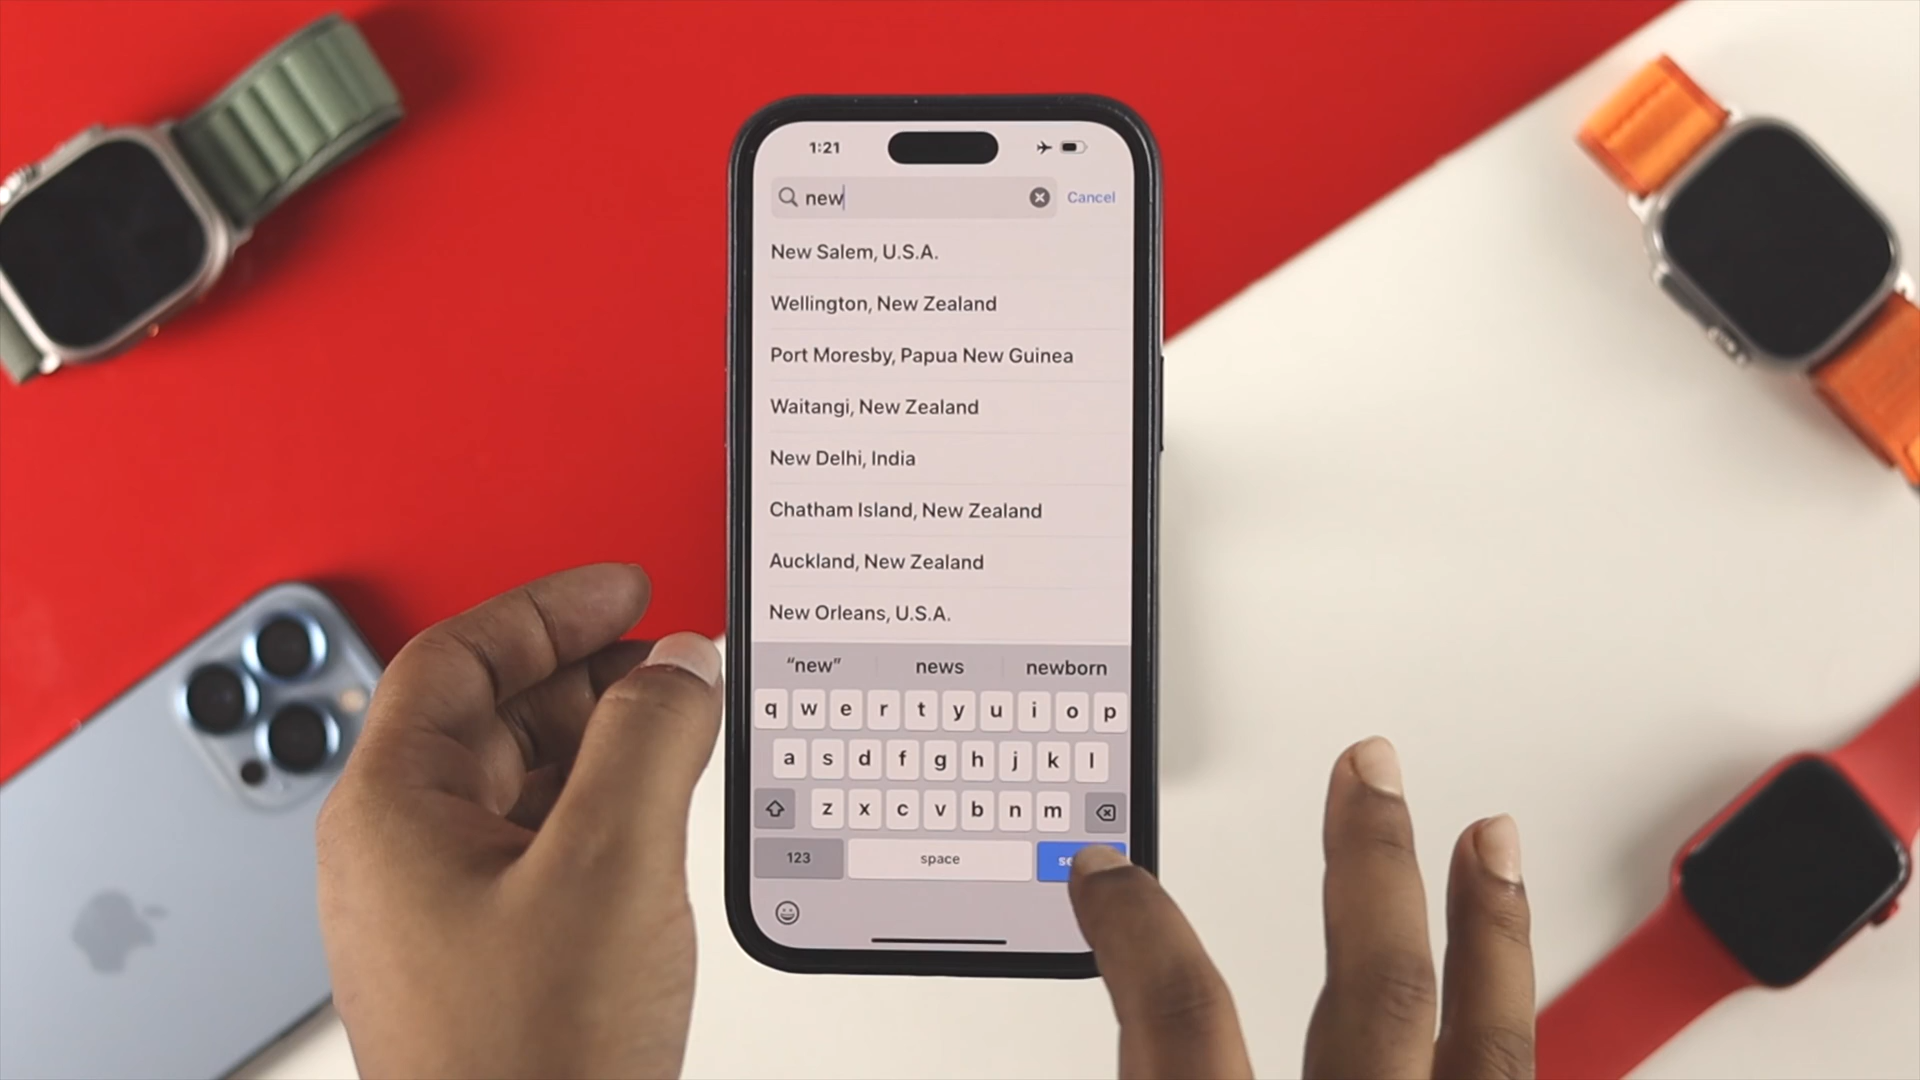 1:21
new
Cancel
New Salem, U.S.A.
Wellington, New Zealand
Port Moresby, Papua New Guinea
Waitangi, New Zealand
New Delhi, India
Chatham Island, New Zealand
Auckland, New Zealand
New Orleans, U.S.A.
“new” news newborn
q w e r t y u i o p
a s d f g h j k l
z x c v b n m
123 space